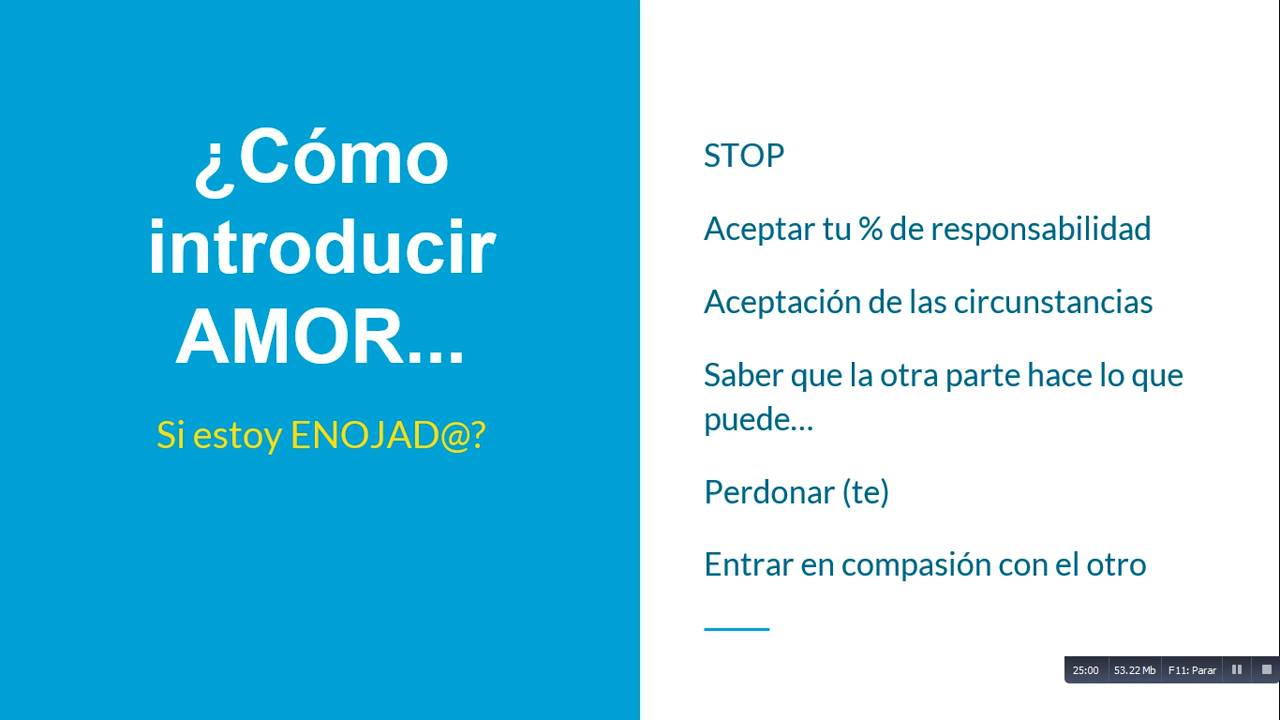 ¿Cómo
introducir
AMOR...
Si estoy ENOJAD@?
STOP
Aceptar tu % de responsabilidad
Aceptación de las circunstancias
Saber que la otra parte hace lo que
puede...
Perdonar (te)
Entrar en compasión con el otro
25:00 53.22 Mb F11: Parar